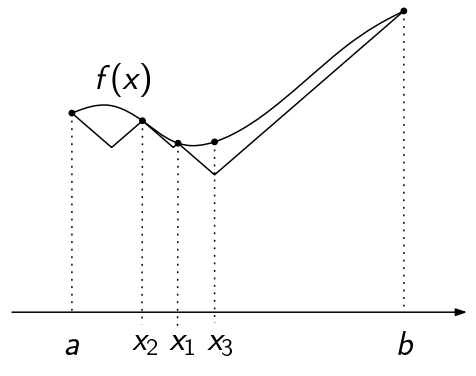 f(x)
a x₂ x₁ x₃ b